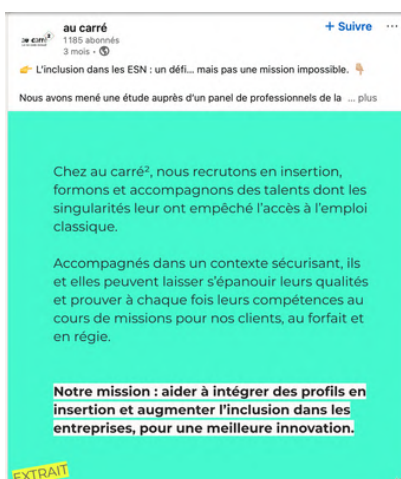 au carré
+ Suivre ...
au carré²
1185 abonnés
3 mois •
L'inclusion dans les ESN : un défi... mais pas une mission impossible.
Nous avons mené une étude auprès d'un panel de professionnels de la ... plus
Chez au carré², nous recrutons en insertion,
formons et accompagnons des talents dont les
singularités leur ont empêché l'accès à l'emploi
classique.
Accompagnés dans un contexte sécurisant, ils
et elles peuvent laisser s'épanouir leurs qualités
et prouver à chaque fois leurs compétences au
cours de missions pour nos clients, au forfait et
en régie.
Notre mission : aider à intégrer des profils en
insertion et augmenter l'inclusion dans les
entreprises, pour une meilleure innovation.
EXTRAIT